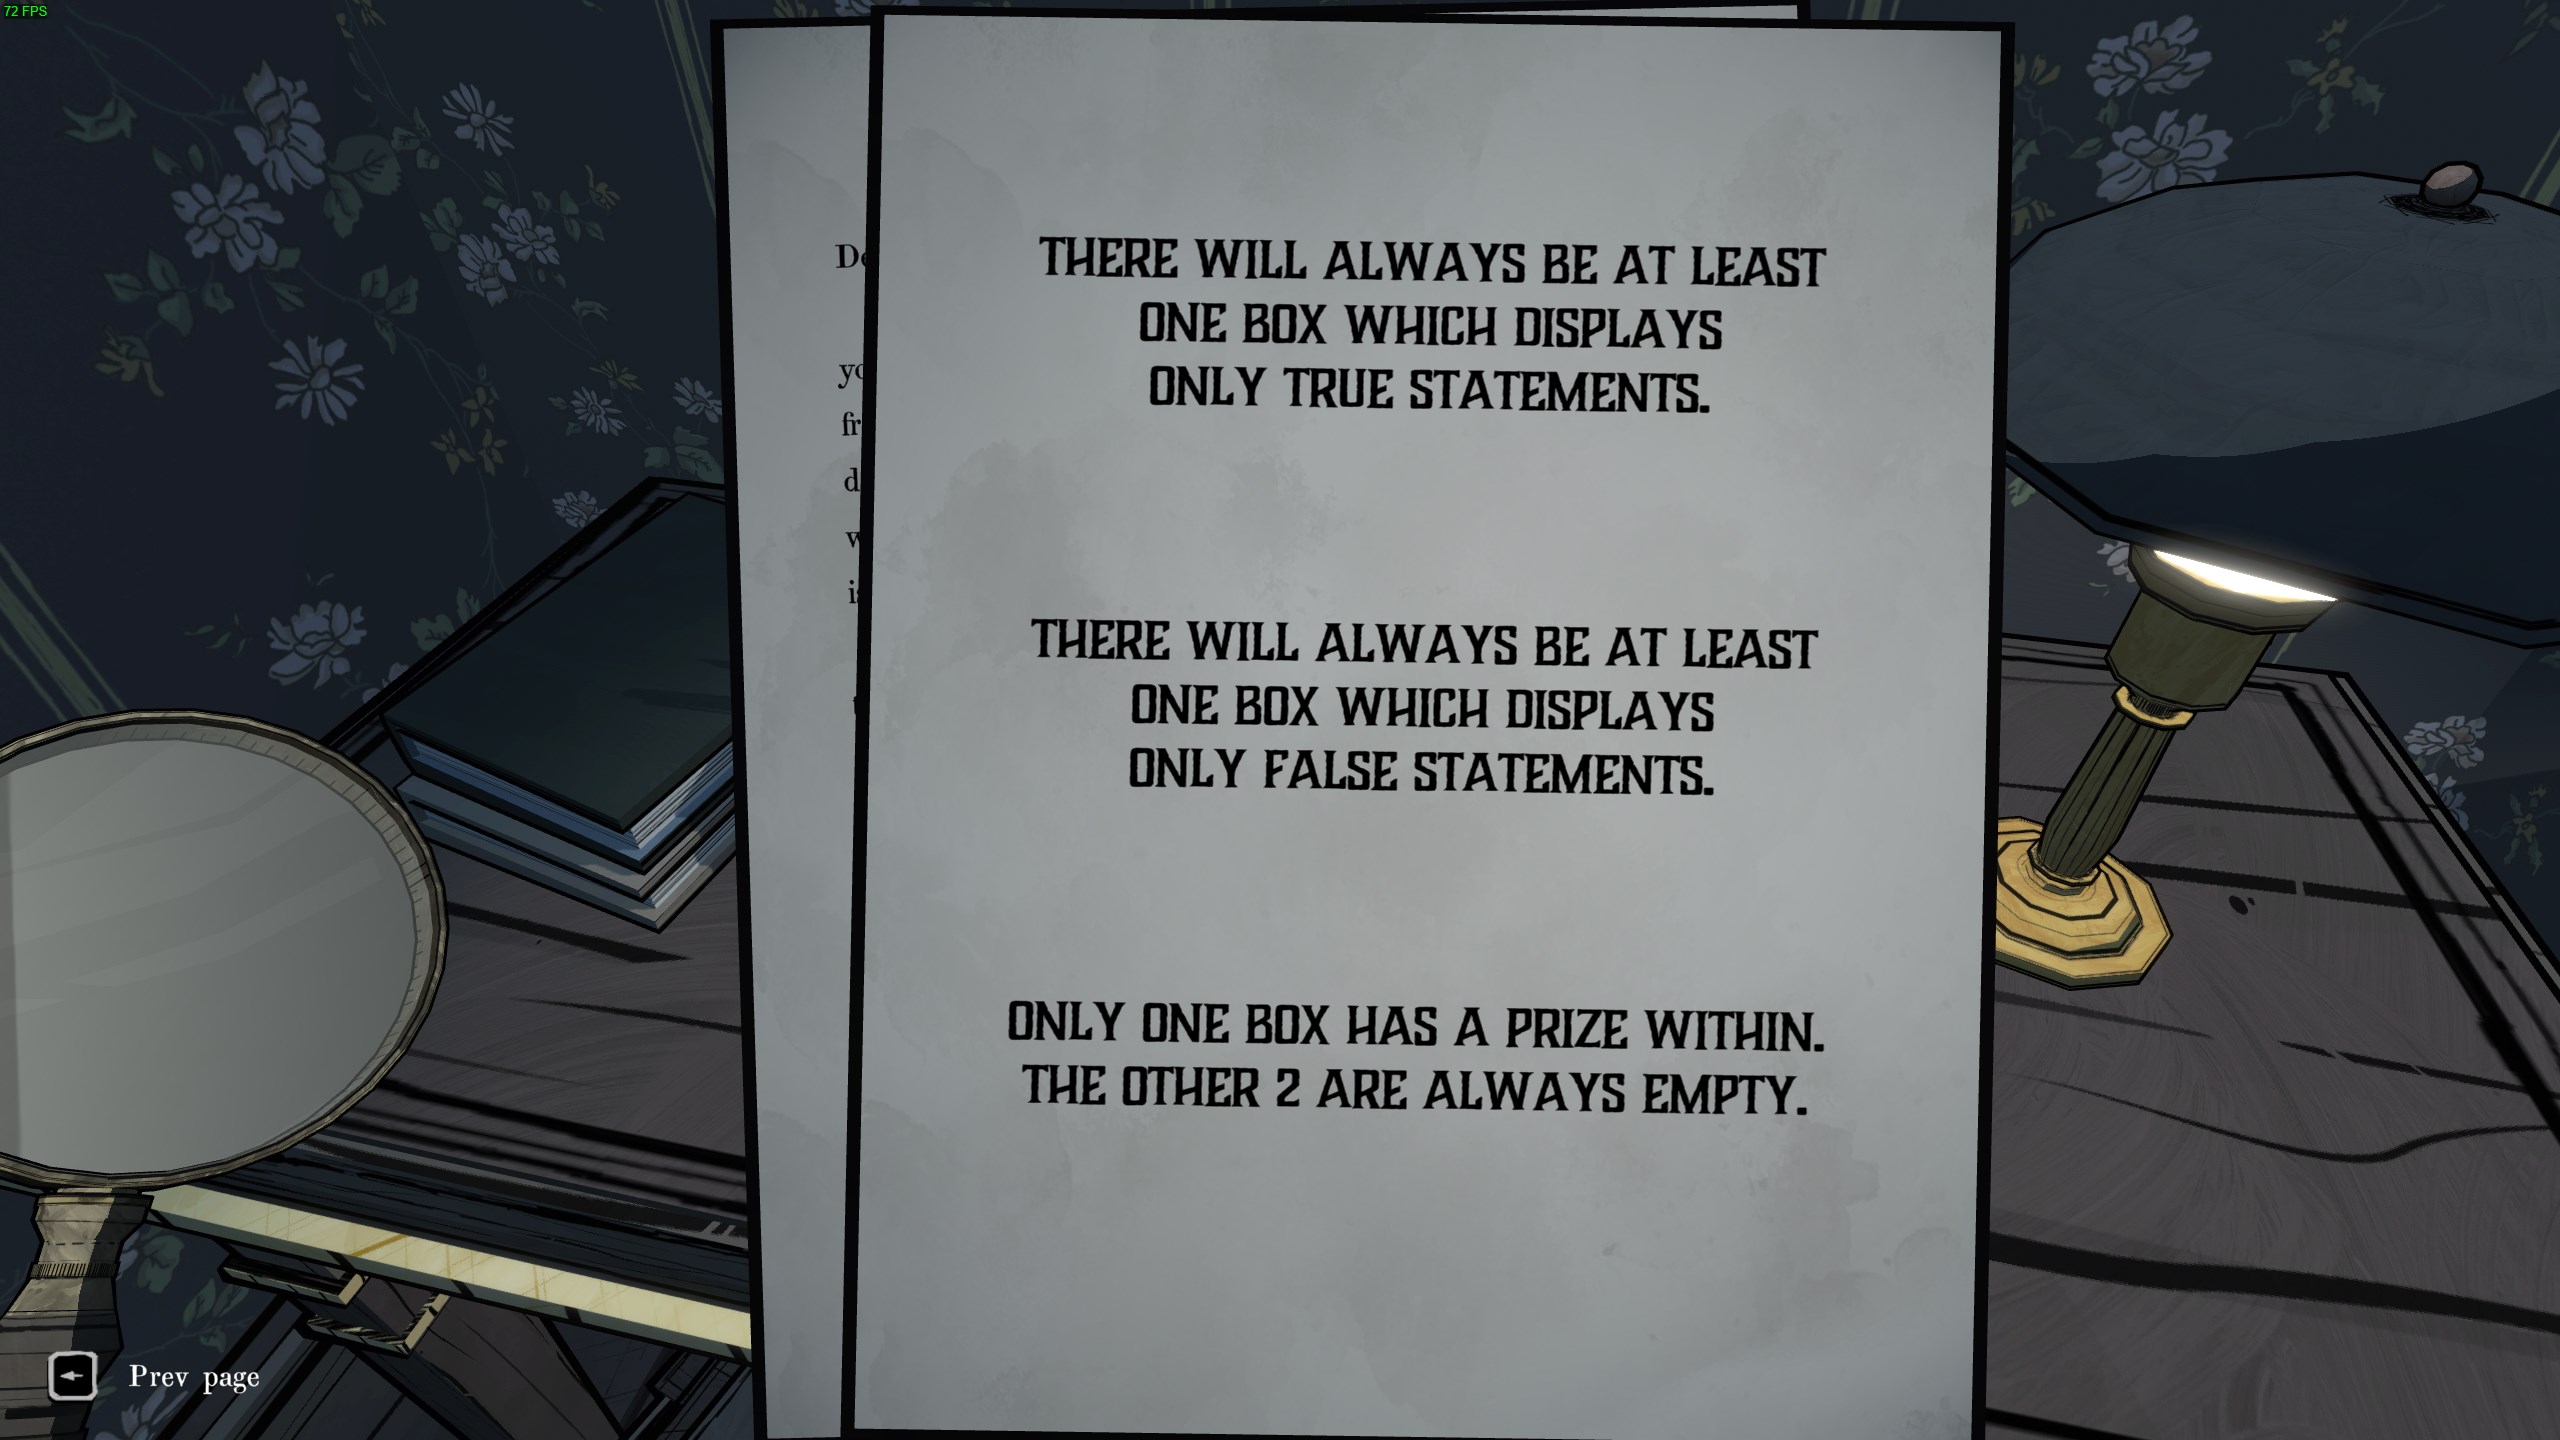 72 FPS
THERE WILL ALWAYS BE AT LEAST
ONE BOX WHICH DISPLAYS
ONLY TRUE STATEMENTS.
THERE WILL ALWAYS BE AT LEAST
ONE BOX WHICH DISPLAYS
ONLY FALSE STATEMENTS.
ONLY ONE BOX HAS A PRIZE WITHIN.
THE OTHER 2 ARE ALWAYS EMPTY.
Prev page